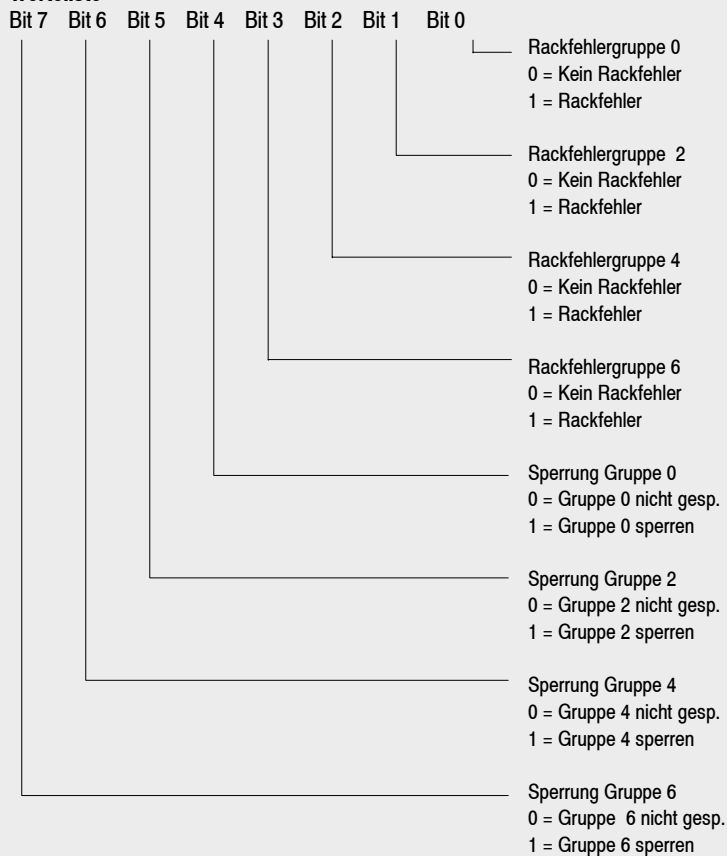 Bit 7 Bit 6 Bit 5 Bit 4 Bit 3 Bit 2 Bit 1 Bit 0
Rackfehlergruppe 0
0 = Kein Rackfehler
1 = Rackfehler
Rackfehlergruppe 2
0 = Kein Rackfehler
1 = Rackfehler
Rackfehlergruppe 4
0 = Kein Rackfehler
1 = Rackfehler
Rackfehlergruppe 6
0 = Kein Rackfehler
1 = Rackfehler
Sperrung Gruppe 0
0 = Gruppe 0 nicht gesp.
1 = Gruppe 0 sperren
Sperrung Gruppe 2
0 = Gruppe 2 nicht gesp.
1 = Gruppe 2 sperren
Sperrung Gruppe 4
0 = Gruppe 4 nicht gesp.
1 = Gruppe 4 sperren
Sperrung Gruppe 6
0 = Gruppe 6 nicht gesp.
1 = Gruppe 6 sperren